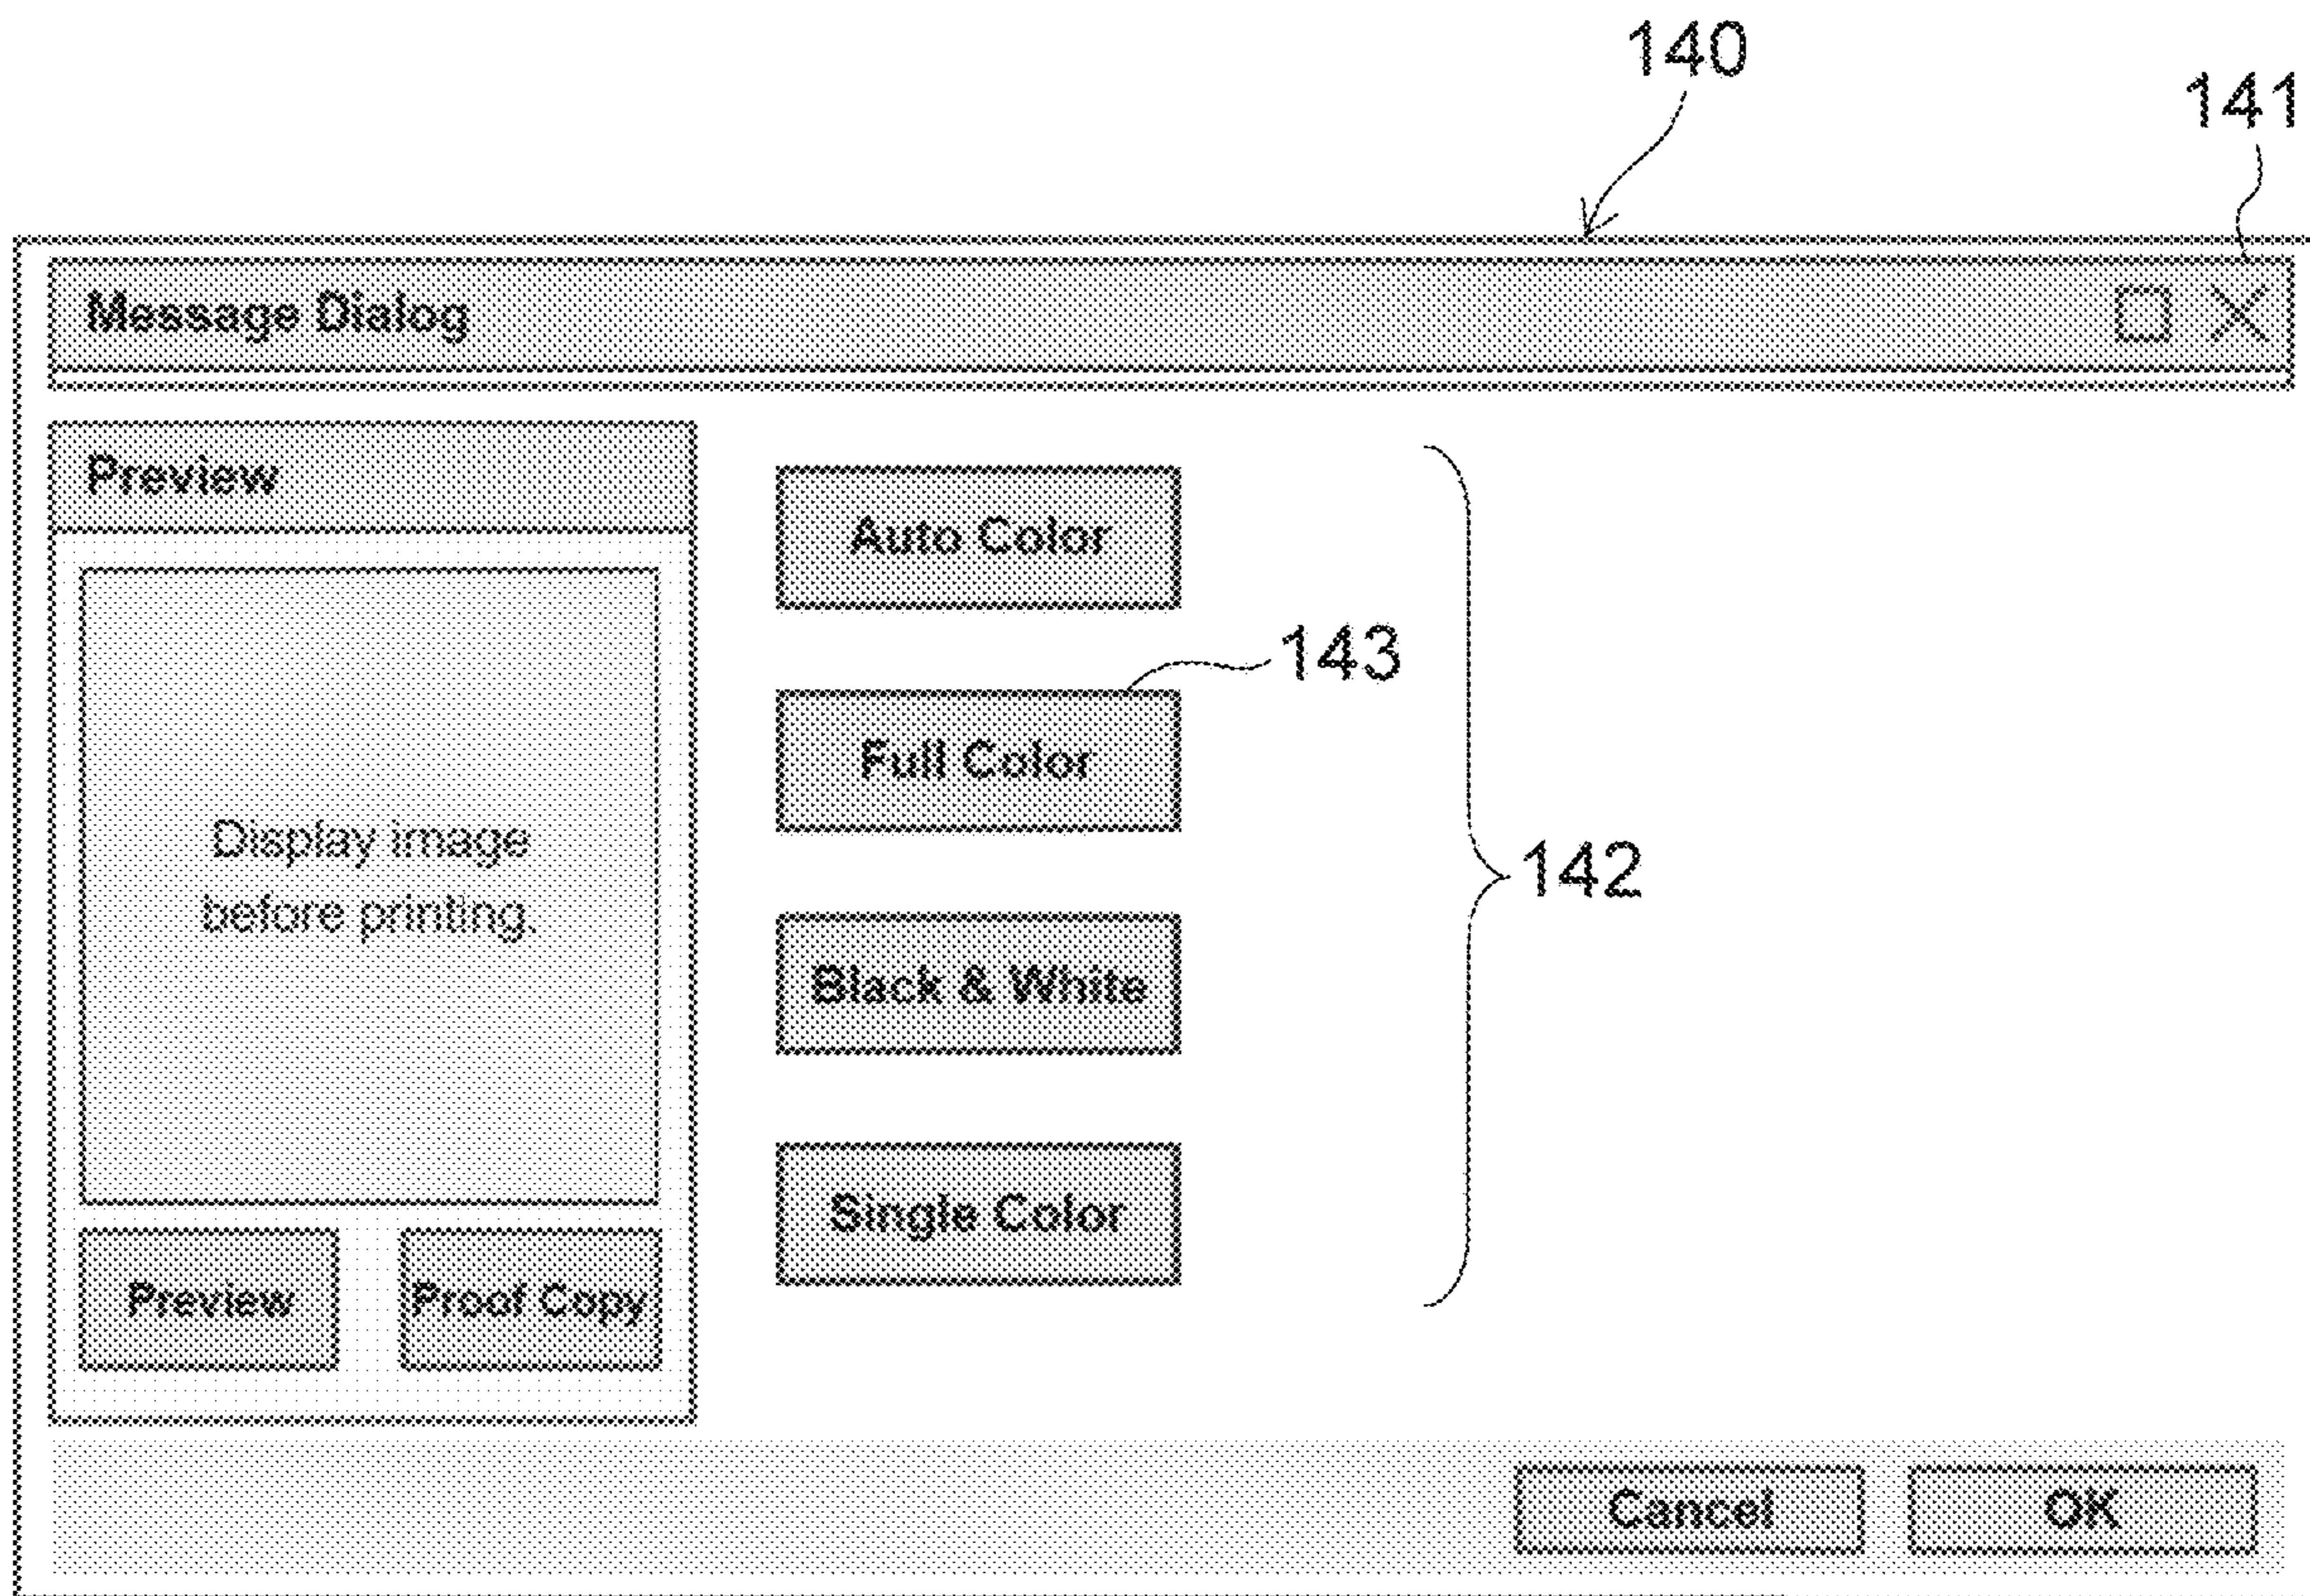 140
141
Message Dialog
Preview
Auto Color
143
Full Color
Display image
before printing.
142
Black & White
Single Color
Preview
Proof Copy
Cancel
OK